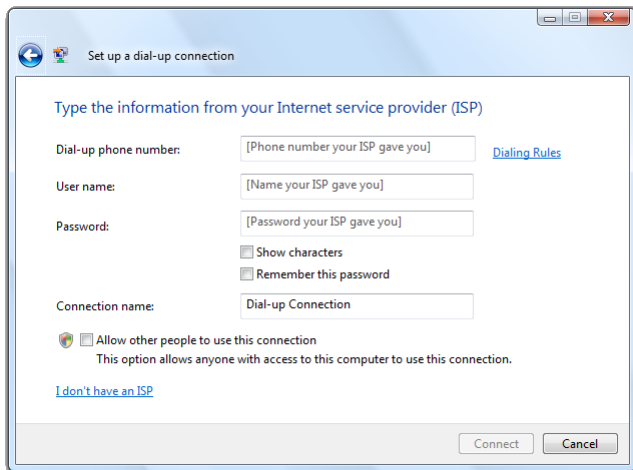 Set up a dial-up connection
Type the information from your Internet service provider (ISP)
Dial-up phone number: [Phone number your ISP gave you] Dialing Rules
User name: [Name your ISP gave you]
Password: [Password your ISP gave you]
Show characters
Remember this password
Connection name: Dial-up Connection
Allow other people to use this connection
This option allows anyone with access to this computer to use this connection.
I don't have an ISP
Connect Cancel